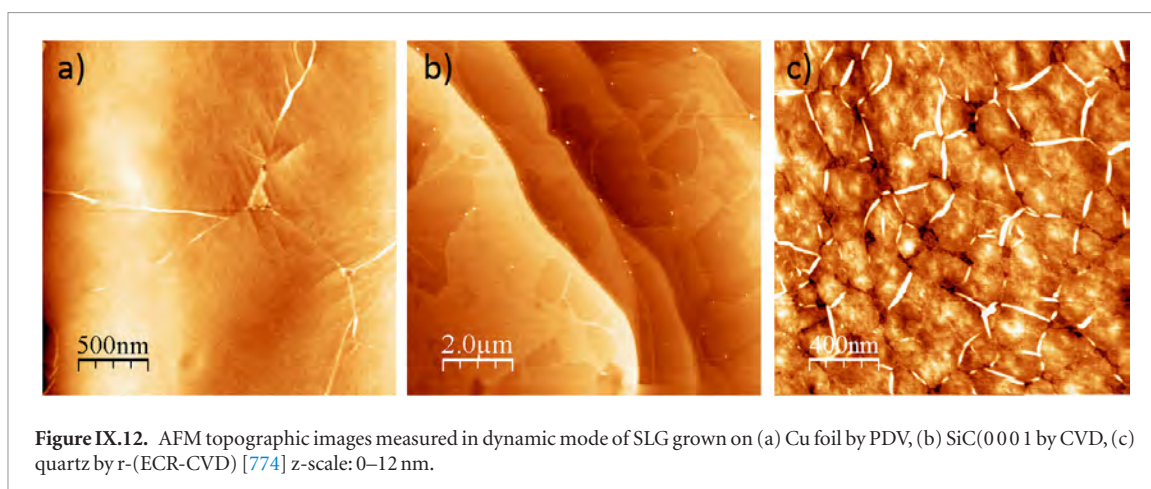 a)
b)
c)
500nm
2.0μm
400nm
Figure IX.12. AFM topographic images measured in dynamic mode of SLG grown on (a) Cu foil by PDV, (b) SiC(0 0 0 1 by CVD, (c)
quartz by r-(ECR-CVD) [774] z-scale: 0–12 nm.